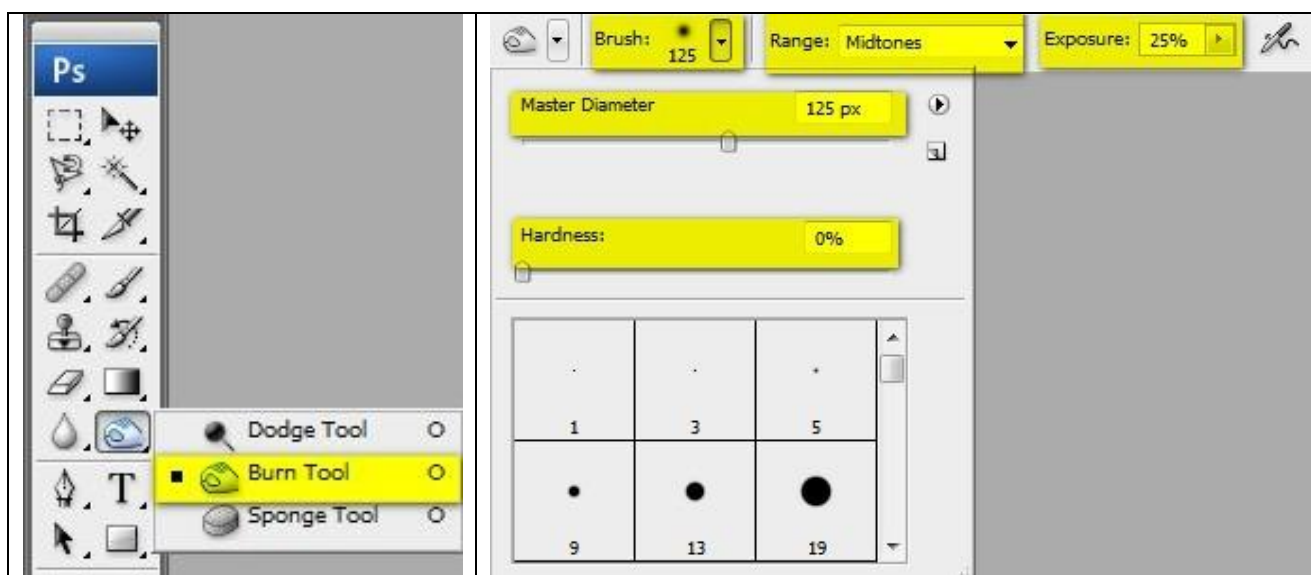 Ps
T
Dodge Tool O
Burn Tool O
Sponge Tool O
Brush: 125 Range: Midtones Exposure: 25%
Master Diameter 125 px
Hardness: 0%
1 3 5
9 13 19